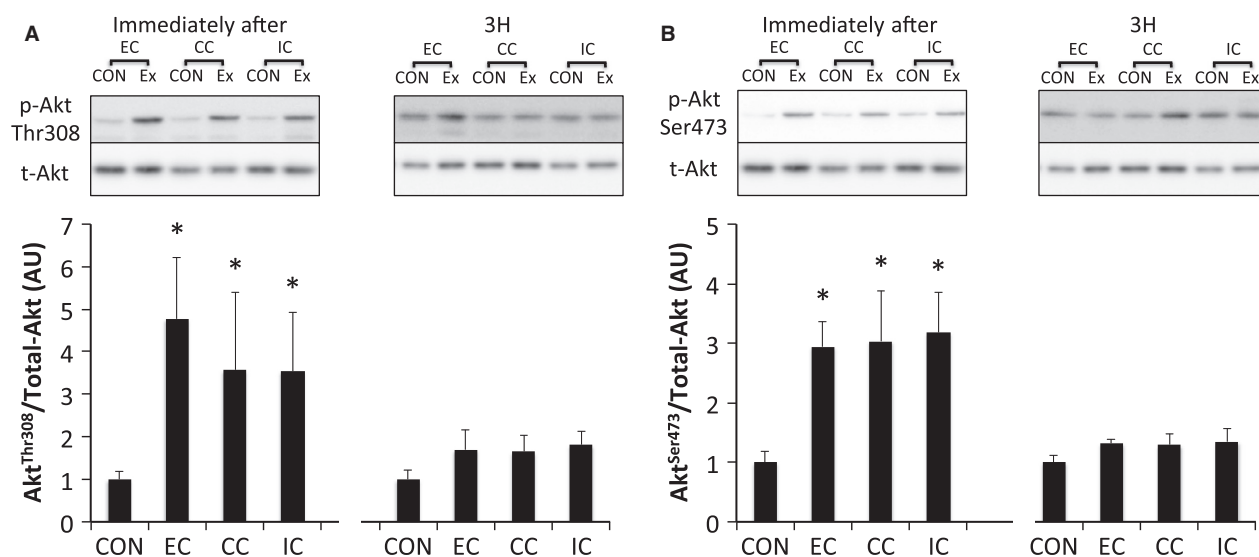 A
Immediately after
3H
EC CC IC
EC CC IC
CON Ex CON Ex CON Ex
CON Ex CON Ex CON Ex
p-Akt
Thr308
t-Akt
Akt^Thr308/Total-Akt (AU)
7
6
5
4
3
2
1
0
* * *
CON EC CC IC
CON EC CC IC
B
Immediately after
3H
EC CC IC
EC CC IC
CON Ex CON Ex CON Ex
CON Ex CON Ex CON Ex
p-Akt
Ser473
t-Akt
Akt^Ser473/Total-Akt (AU)
5
4
3
2
1
0
* * *
CON EC CC IC
CON EC CC IC